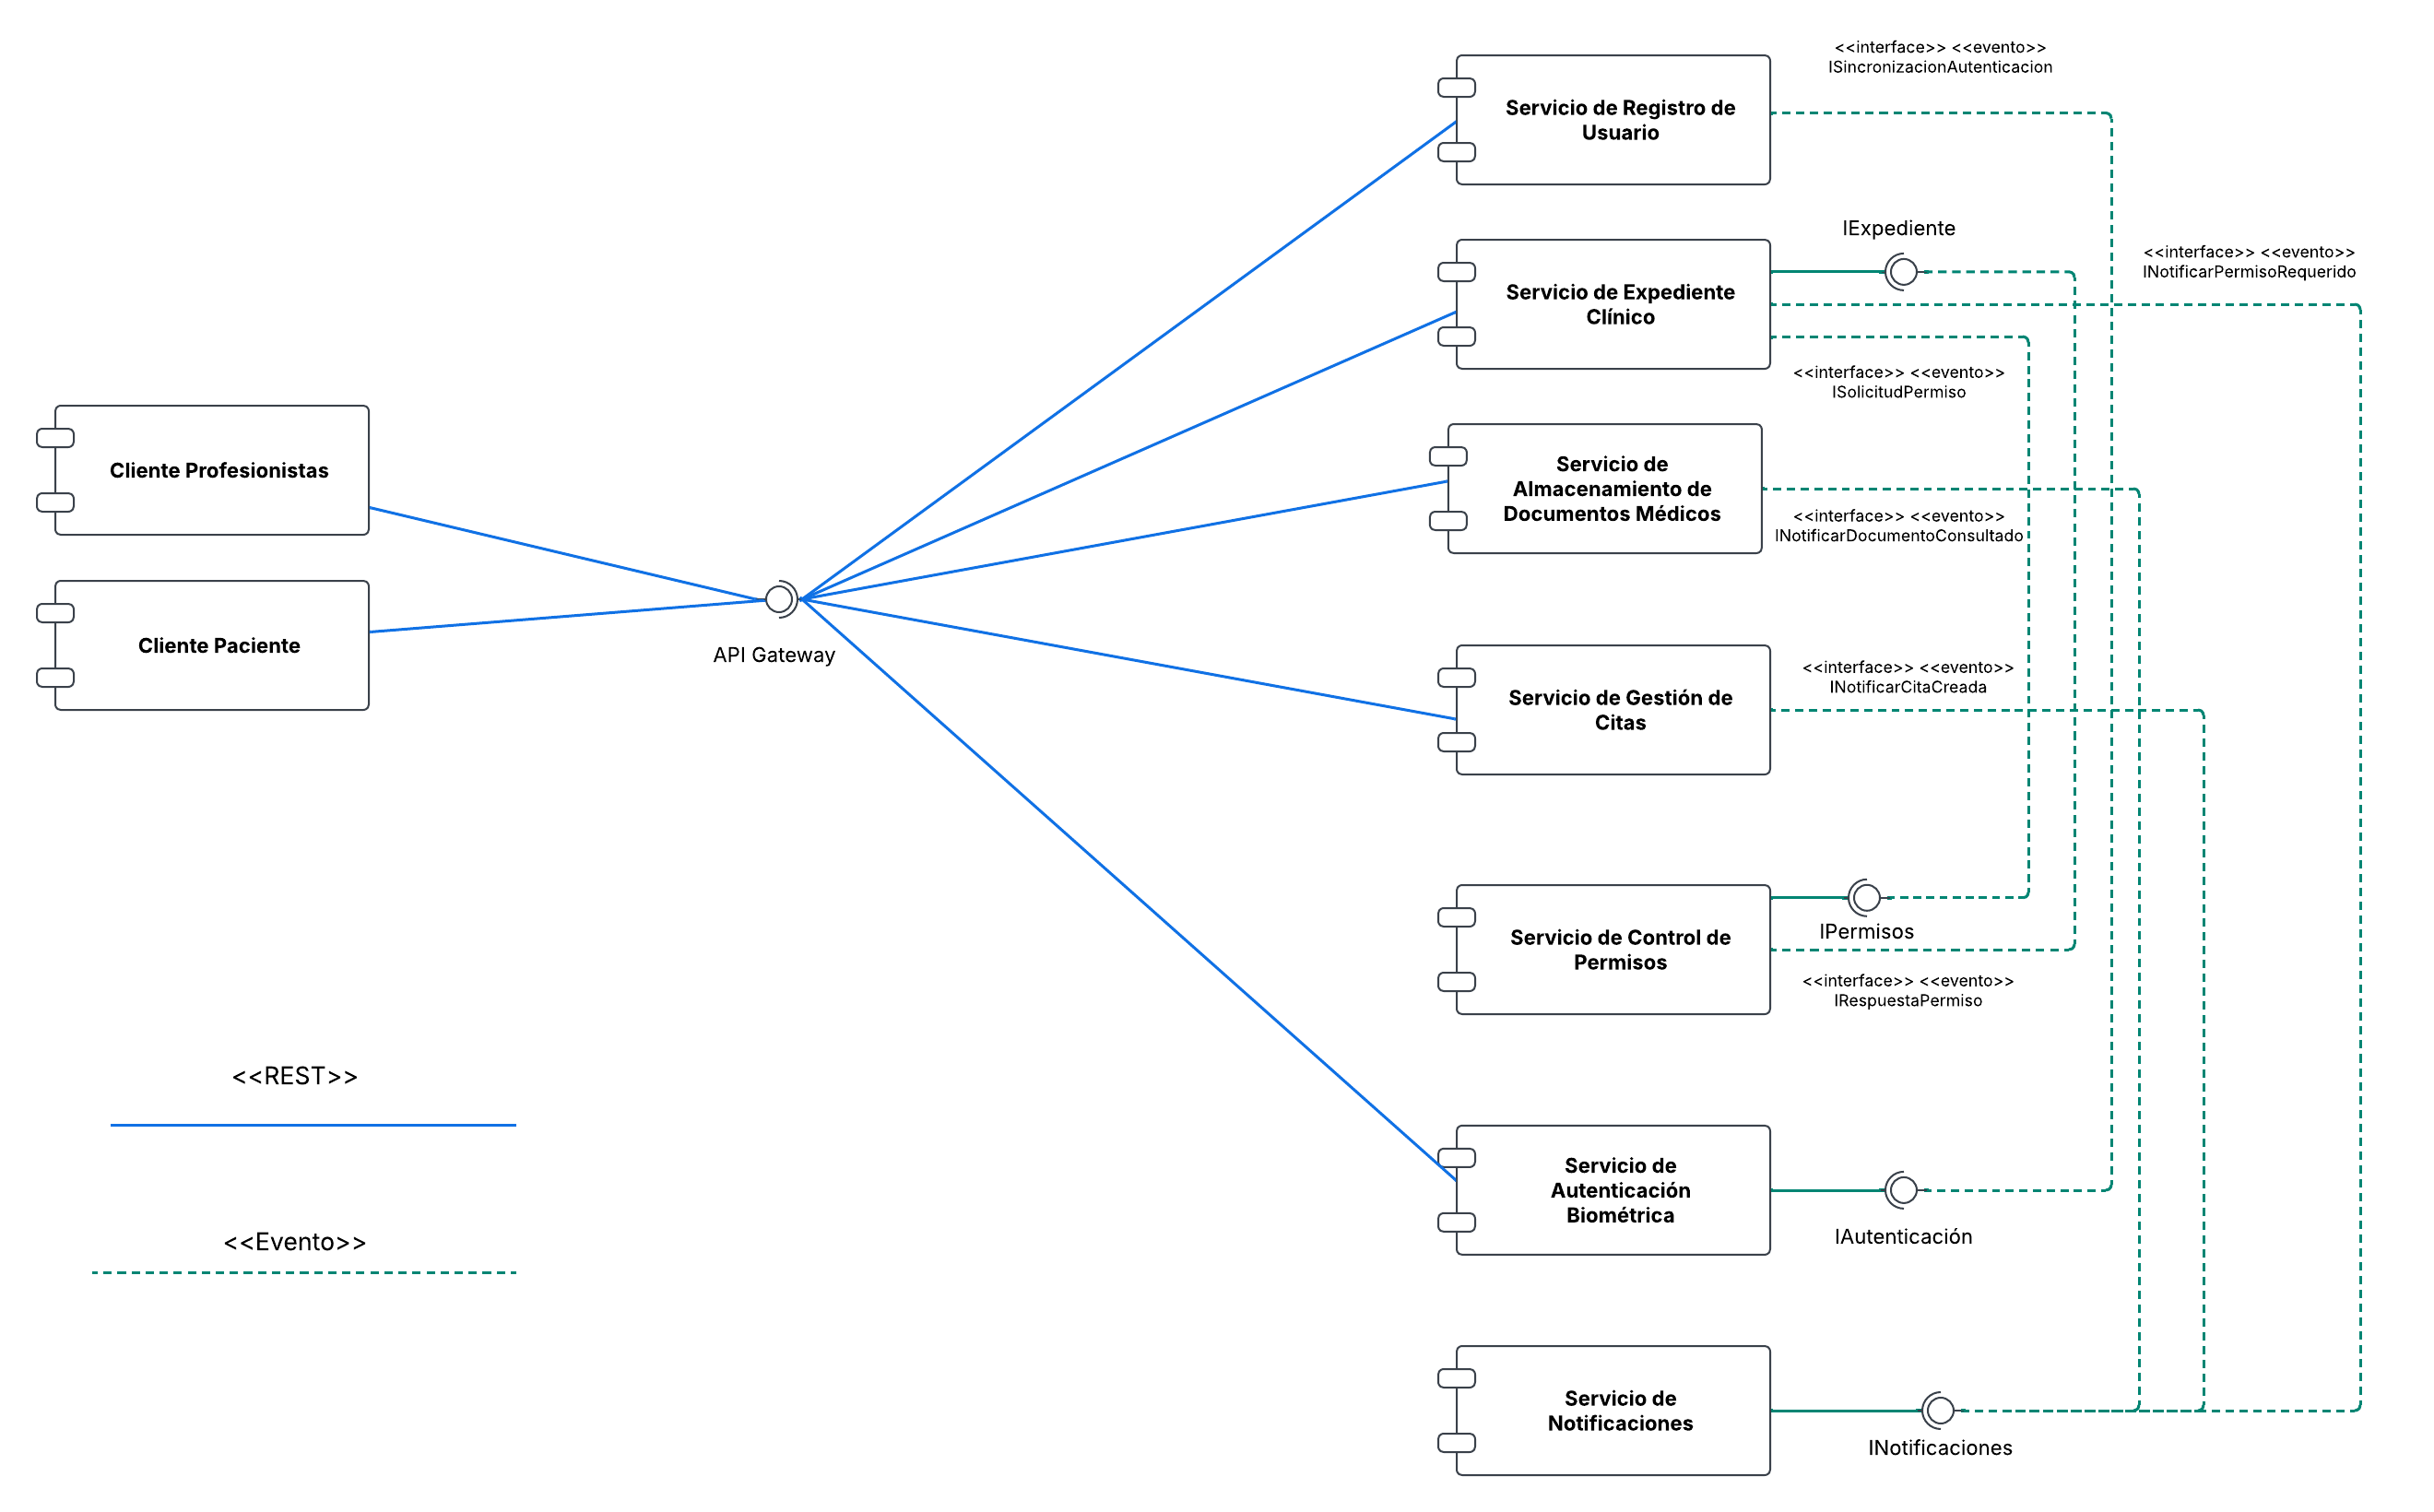 <<interface>> <<evento>>
ISincronizacionAutenticacion
Servicio de Registro de
Usuario
IExpediente
<<interface>> <<evento>>
INotificarPermisoRequerido
Servicio de Expediente
Clínico
<<interface>> <<evento>>
ISolicitudPermiso
Cliente Profesionistas
Servicio de
Almacenamiento de
Documentos Médicos
<<interface>> <<evento>>
INotificarDocumentoConsultado
Cliente Paciente
API Gateway
<<interface>> <<evento>>
INotificarCitaCreada
Servicio de Gestión de
Citas
IPermisos
Servicio de Control de
Permisos
<<interface>> <<evento>>
IRespuestaPermiso
<<REST>>
Servicio de
Autenticación
Biométrica
IAutenticación
<<Evento>>
Servicio de
Notificaciones
INotificaciones